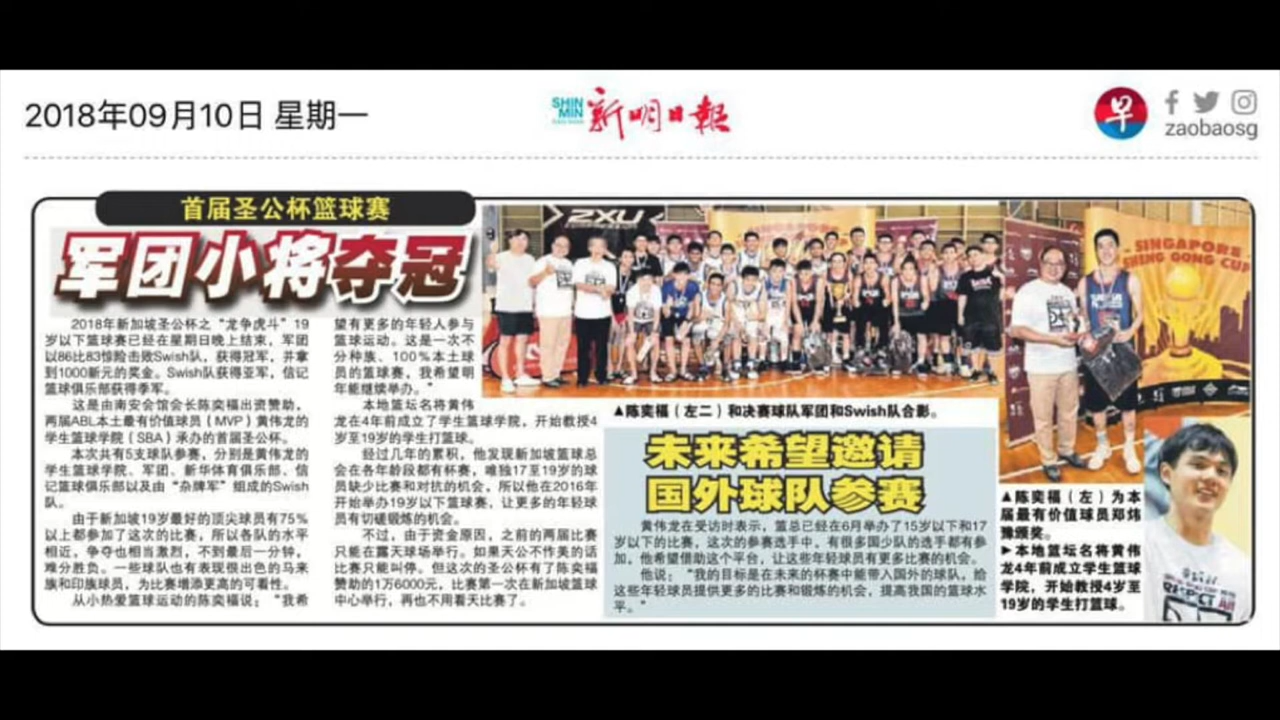 2018年09月10日 星期一
SHIN
MIN
新明日報
早
zaobaosg
首届圣公杯篮球赛
军团小将夺冠
2018年新加坡圣公杯之“龙争虎斗”19
岁以下篮球赛已经在星期日晚上结束，军团
以86比83惊险击败Swish队，获得冠军，并拿
到1000新元的奖金。Swish队获得亚军，信记
篮球俱乐部获得季军。
这是由南安会馆会长陈奕福出资赞助，
两届ABL本土最有价值球员（MVP）黄伟龙的
学生篮球学院（SBA）承办的首届圣公杯。
本次共有5支球队参赛，分别是黄伟龙的
学生篮球学院、军团、新华体育俱乐部、信
记篮球俱乐部以及由“杂牌军”组成的Swish
队。
由于新加坡19岁最好的顶尖球员有75%
以上都参加了这次的比赛，所以各队的水平
相近，争夺也相当激烈，不到最后一分钟，
难分胜负。一些球队也有表现很出色的马来
族和印族球员，为比赛增添更高的可看性。
从小热爱篮球运动的陈奕福说：“我希
望有更多的年轻人参与
篮球运动。这是一次不
分种族、100%本土球
员的篮球赛，我希望明
年能继续举办。”
本地篮坛名将黄伟
龙在4年前成立了学生篮球学院，开始教授4
岁至19岁的学生打篮球。
经过几年的累积，他发现新加坡篮球总
会在各年龄段都有杯赛，唯独17至19岁的球
员缺少比赛和对抗的机会，所以他在2016年
开始举办19岁以下篮球赛，让更多的年轻球
员有切磋锻炼的机会。
不过，由于资金原因，之前的两届比赛
只能在露天球场举行。如果天公不作美的话
比赛只能叫停。但这次的圣公杯有了陈奕福
赞助的1万6000元，比赛第一次在新加坡篮球
中心举行，再也不用看天比赛了。
2XU
▲陈奕福（左二）和决赛球队军团和Swish队合影。
未来希望邀请
国外球队参赛
黄伟龙在受访时表示，篮总已经在6月举办了15岁以下和17
岁以下的比赛，这次的参赛选手中，有很多国少队的选手都有参
加，他希望借助这个平台，让这些年轻球员有更多比赛的机会。
他说：“我的目标是在未来的杯赛中能带入国外的球队，给
这些年轻球员提供更多的比赛和锻炼的机会，提高我国的篮球水
平。”
SINGAPORE
SHENG GONG CUP
▲陈奕福（左）为本
届最有价值球员郑炜
豫颁奖。
▶本地篮坛名将黄伟
龙4年前成立学生篮球
学院，开始教授4岁至
19岁的学生打篮球。
RESPECT ALL